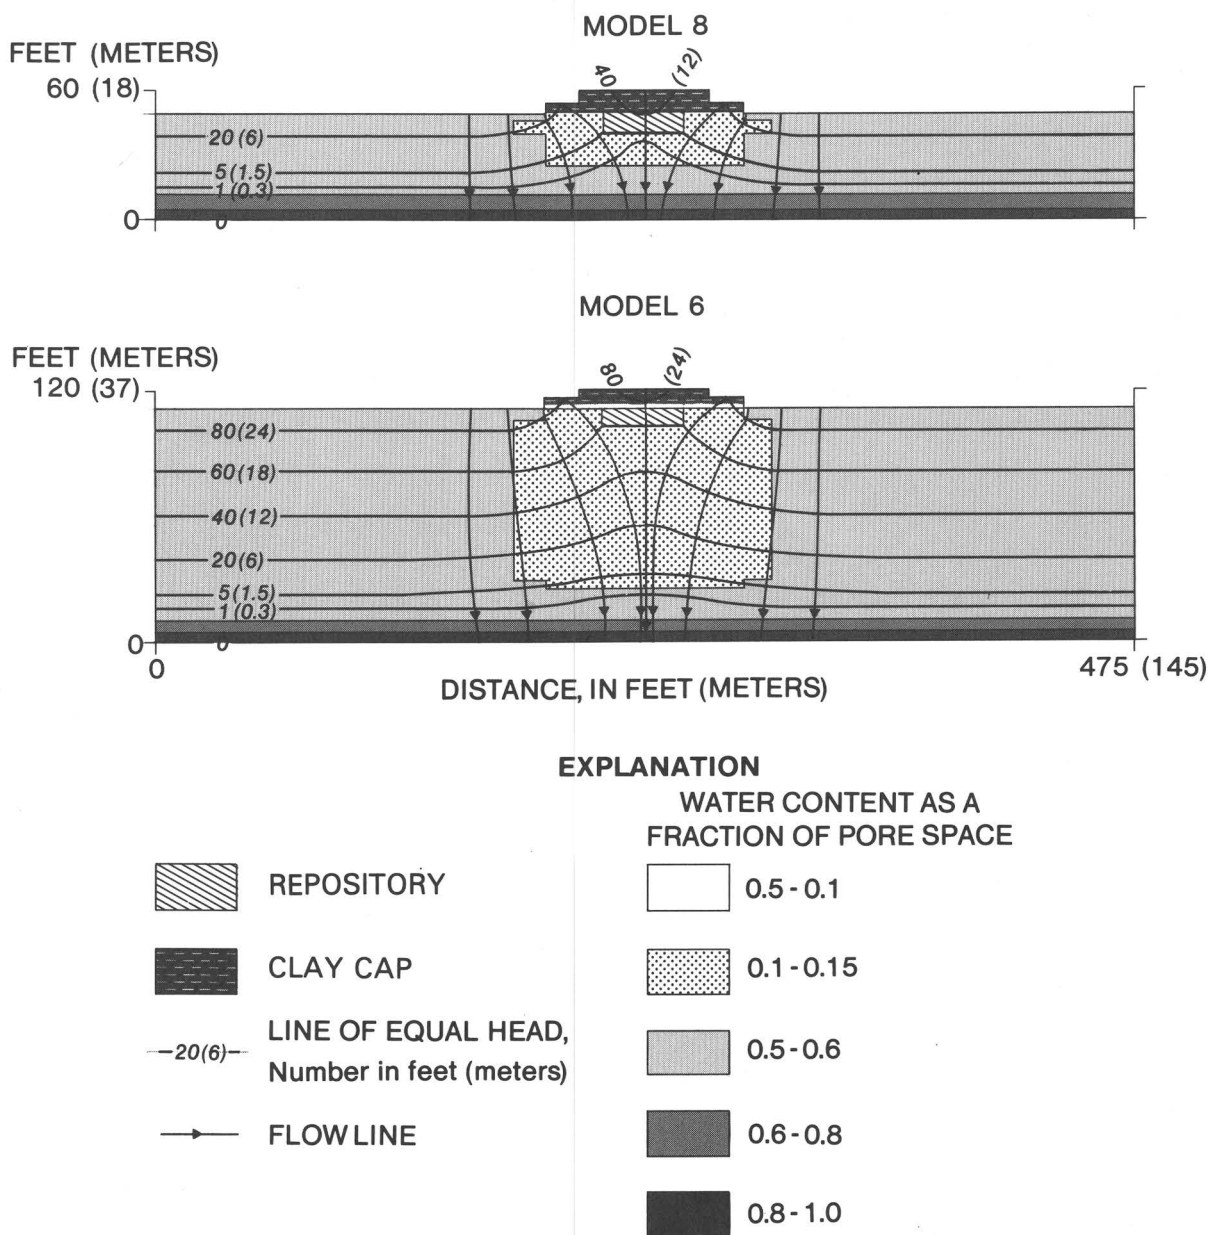 MODEL 8
FEET (METERS)
60 (18)
40
(12)
20(6)
5(1.5)
1(0.3)
0
0
MODEL 6
FEET (METERS)
120 (37)
80
(24)
80(24)
60(18)
40(12)
20(6)
5(1.5)
1(0.3)
0
0
0
475 (145)
DISTANCE, IN FEET (METERS)
EXPLANATION
WATER CONTENT AS A
FRACTION OF PORE SPACE
REPOSITORY
0.5 - 0.1
CLAY CAP
0.1 - 0.15
20(6)
LINE OF EQUAL HEAD,
Number in feet (meters)
0.5 - 0.6
FLOW LINE
0.6 - 0.8
0.8 - 1.0